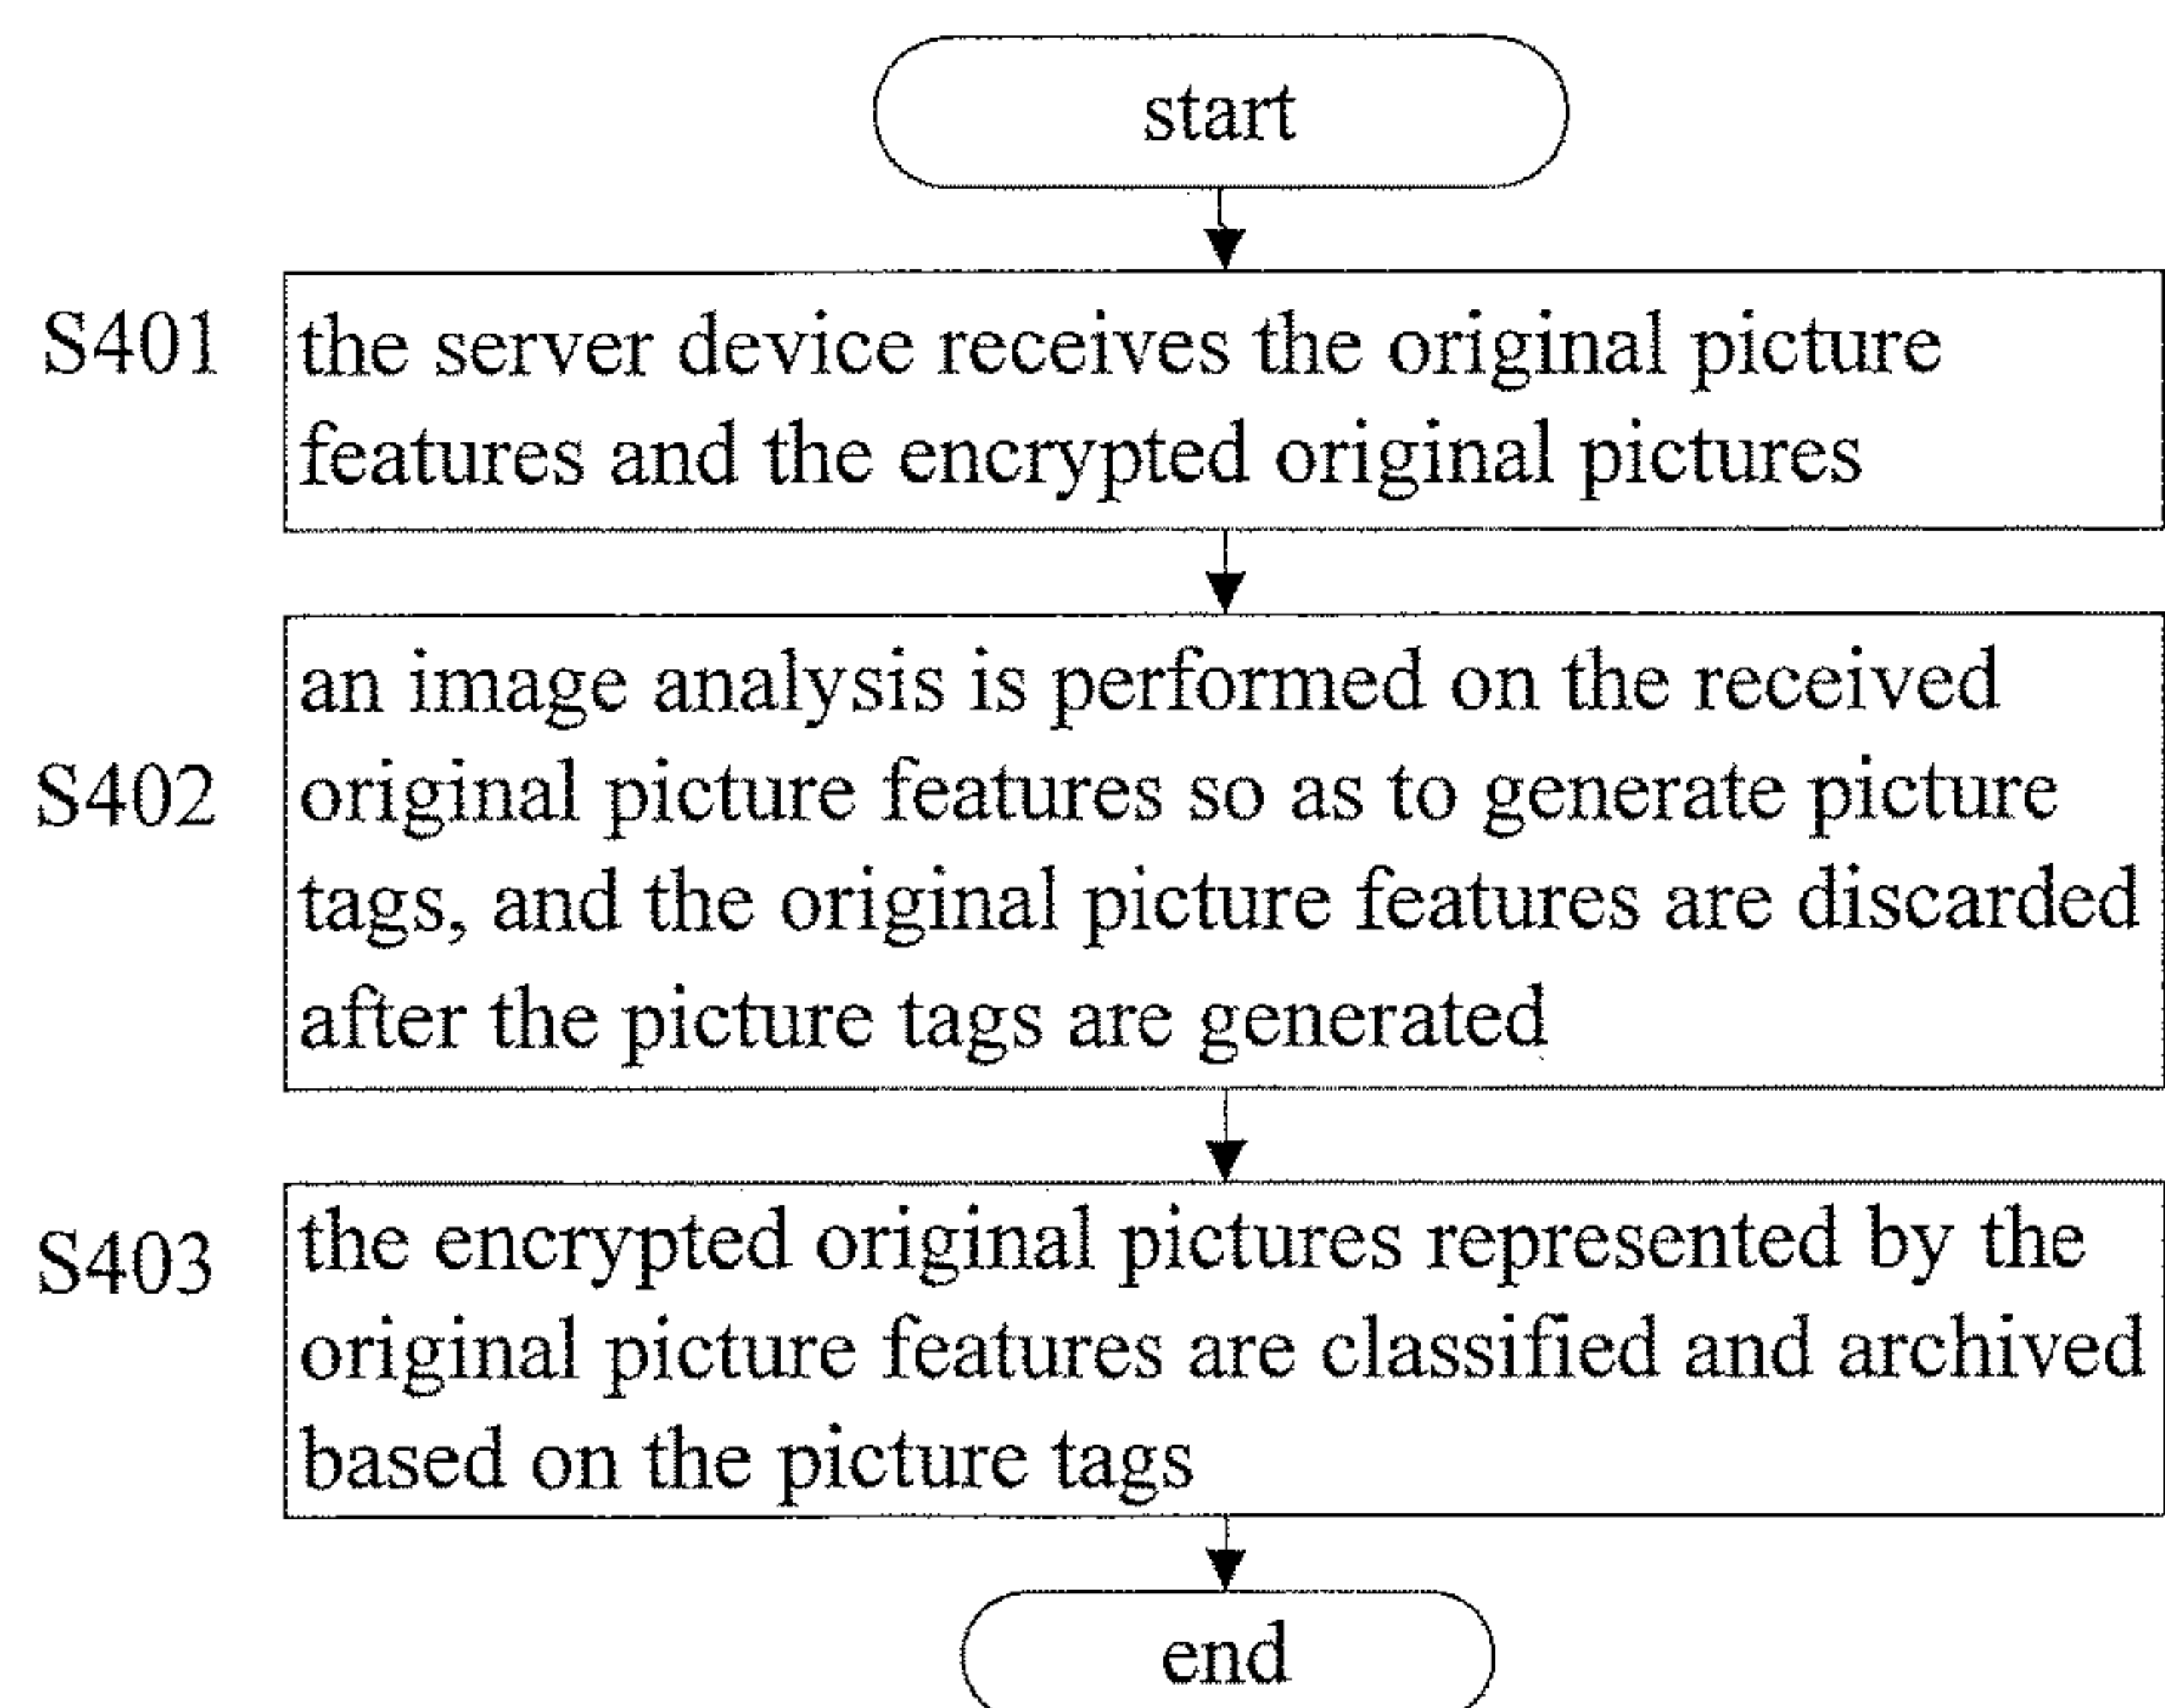 start
S401
the server device receives the original picture
features and the encrypted original pictures
S402
an image analysis is performed on the received
original picture features so as to generate picture
tags, and the original picture features are discarded
after the picture tags are generated
S403
the encrypted original pictures represented by the
original picture features are classified and archived
based on the picture tags
end